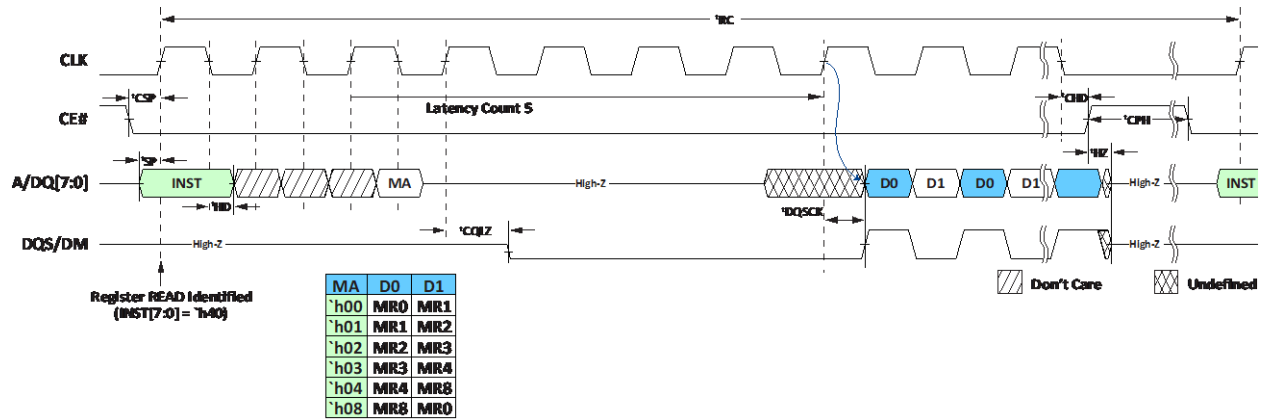 tRC
CLK
tCSP
Latency Count 5
tCHD
CE#
tCPH
tSP
tHZ
A/DQ[7:0]
INST
MA
High-Z
D0
D1
D0
D1
High-Z
INST
tHD
tDQSCK
tCQLZ
DQS/DM
High-Z
High-Z
Register READ Identified
(INST[7:0] = `h40)
Don't Care
Undefined
MA D0 D1
`h00 MR0 MR1
`h01 MR1 MR2
`h02 MR2 MR3
`h03 MR3 MR4
`h04 MR4 MR8
`h08 MR8 MR0